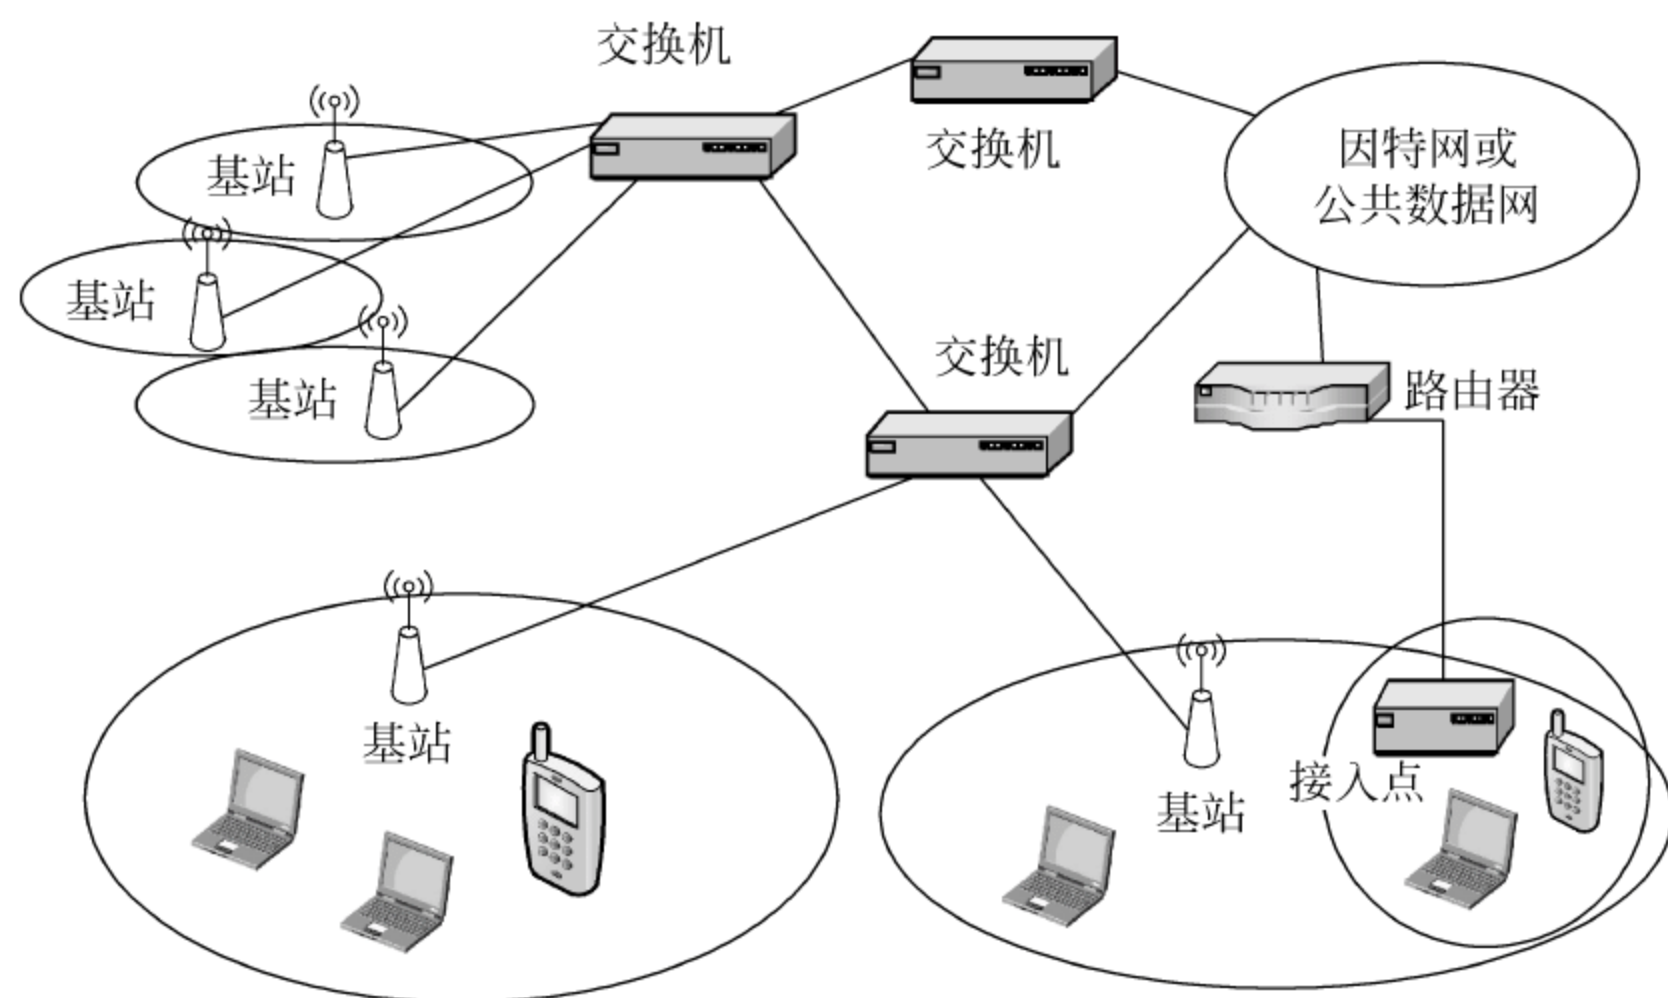 交换机
交换机
因特网或
公共数据网
基站
基站
基站
交换机
路由器
基站
接入点
基站